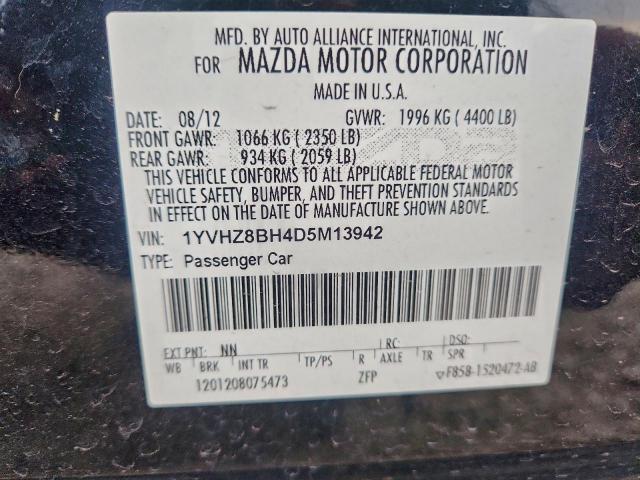 MFD. BY AUTO ALLIANCE INTERNATIONAL, INC.
FOR MAZDA MOTOR CORPORATION
MADE IN U.S.A.
DATE: 08/12 GVWR: 1996 KG ( 4400 LB)
FRONT GAWR: 1066 KG ( 2350 LB)
REAR GAWR: 934 KG ( 2059 LB)
THIS VEHICLE CONFORMS TO ALL APPLICABLE FEDERAL MOTOR
VEHICLE SAFETY, BUMPER, AND THEFT PREVENTION STANDARDS
IN EFFECT ON THE DATE OF MANUFACTURE SHOWN ABOVE.
VIN: 1YVHZ8BH4D5M13942
TYPE: Passenger Car
EXT PNT: NN RC: DSO:
WB BRK INT TR TP/PS R AXLE TR SPR
1201208075473 ZFP F85B-1520472-AB